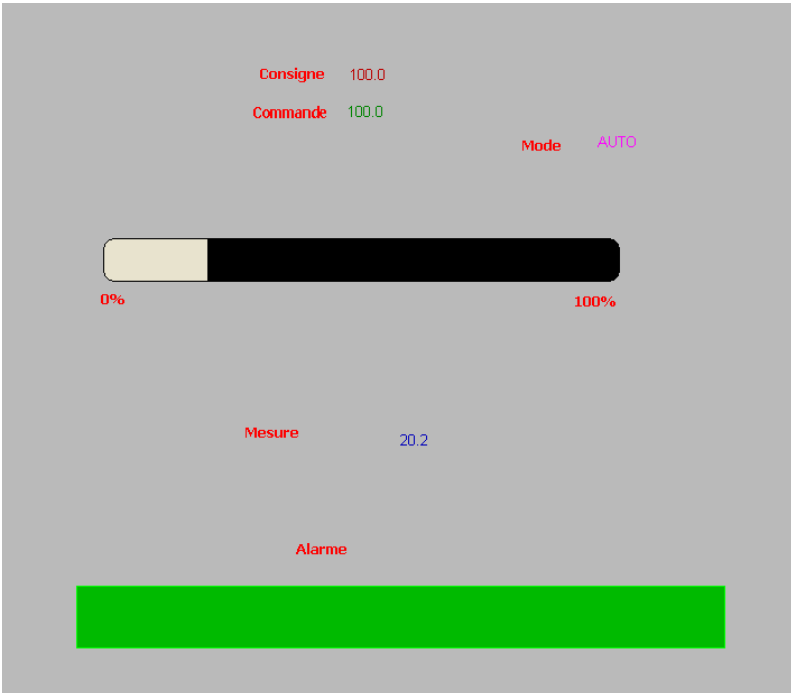 Consigne 100.0
Commande 100.0
Mode AUTO
0% 100%
Mesure 20.2
Alarme